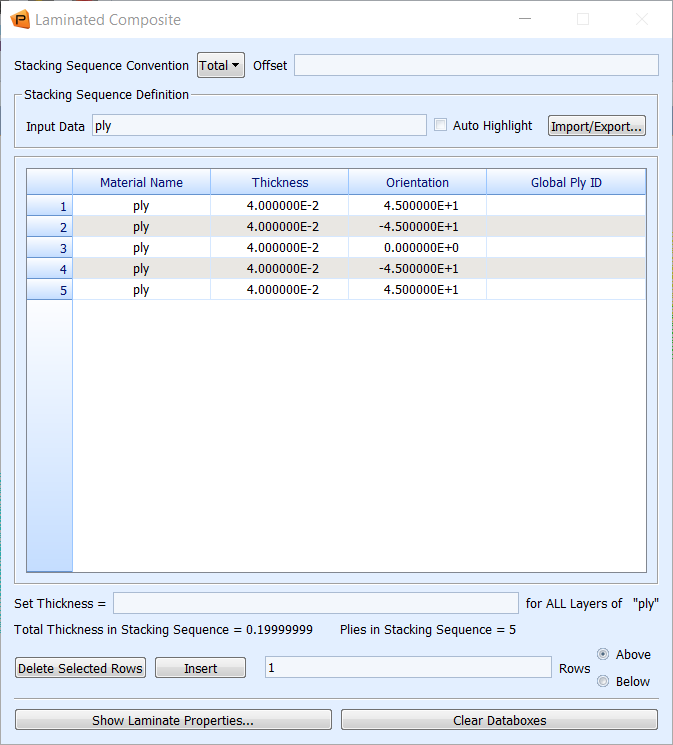 P Laminated Composite
Stacking Sequence Convention Total Offset
Stacking Sequence Definition
Input Data ply Auto Highlight Import/Export...
Material Name Thickness Orientation Global Ply ID
1 ply 4.000000E-2 4.500000E+1
2 ply 4.000000E-2 -4.500000E+1
3 ply 4.000000E-2 0.000000E+0
4 ply 4.000000E-2 -4.500000E+1
5 ply 4.000000E-2 4.500000E+1
Set Thickness = for ALL Layers of "ply"
Total Thickness in Stacking Sequence = 0.19999999 Plies in Stacking Sequence = 5
Delete Selected Rows Insert 1 Rows Above
Below
Show Laminate Properties... Clear Databoxes